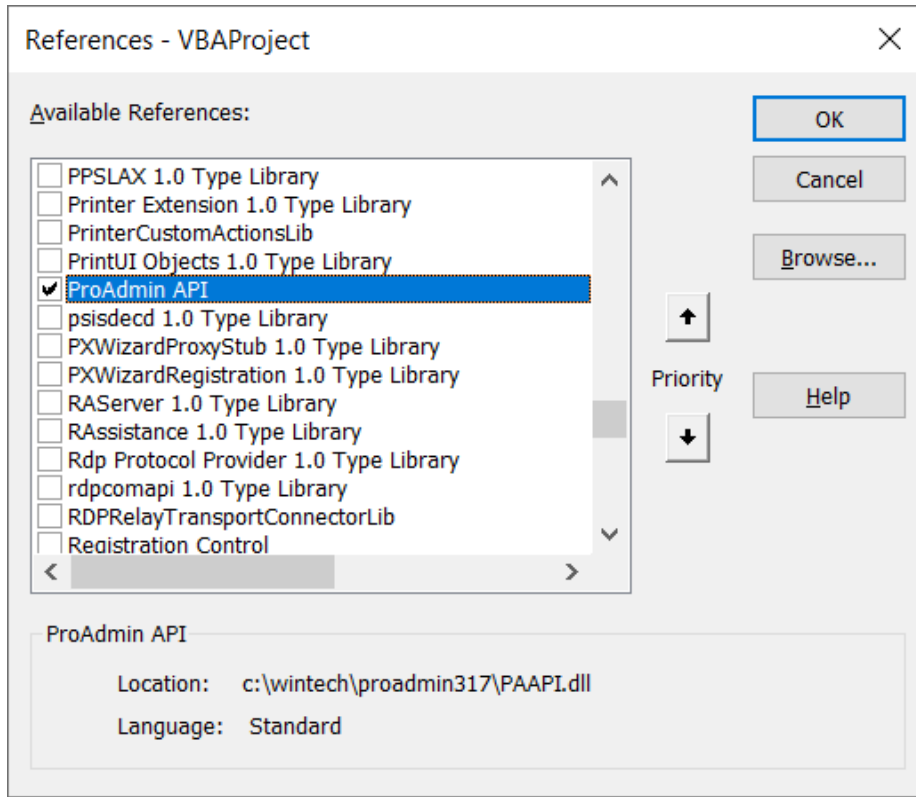 References - VBAProject
Available References:
PPSLAX 1.0 Type Library
Printer Extension 1.0 Type Library
PrinterCustomActionsLib
PrintUI Objects 1.0 Type Library
ProAdmin API
psisdecd 1.0 Type Library
PXWizardProxyStub 1.0 Type Library
PXWizardRegistration 1.0 Type Library
RAServer 1.0 Type Library
RAssistance 1.0 Type Library
Rdp Protocol Provider 1.0 Type Library
rdpcomapi 1.0 Type Library
RDPRelayTransportConnectorLib
Registration Control
OK
Cancel
Browse...
Priority
Help
ProAdmin API
Location: c:\wintech\proadmin317\PAAPI.dll
Language: Standard